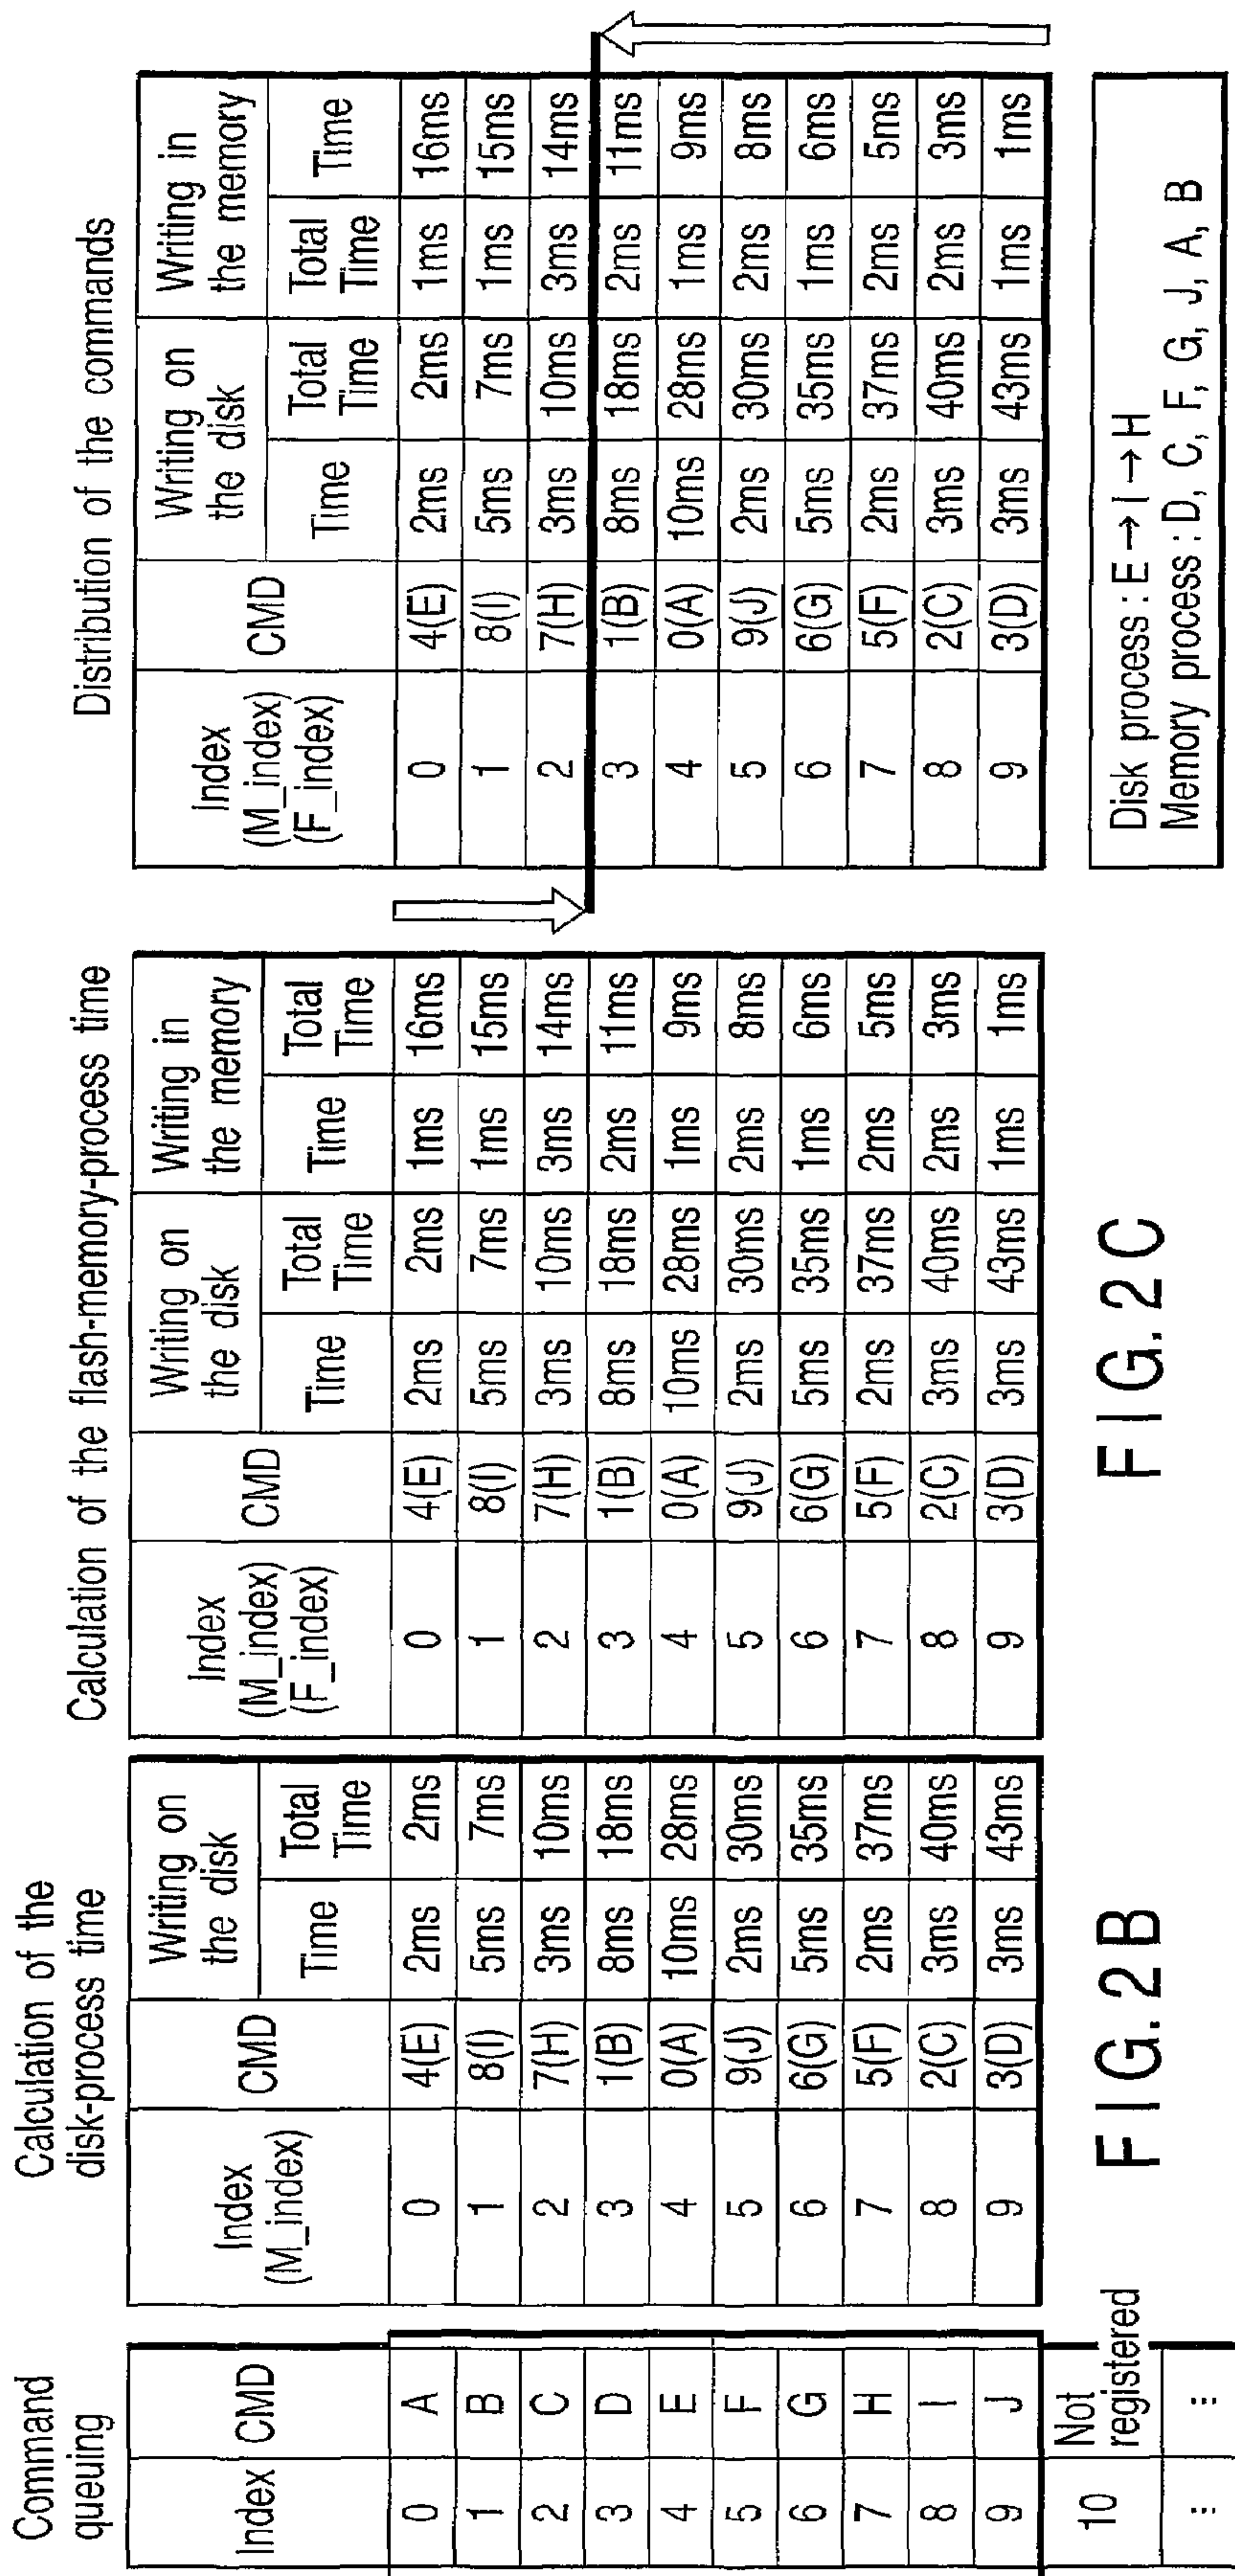 Command
queuing
Index CMD
0 A
1 B
2 C
3 D
4 E
5 F
6 G
7 H
8 I
9 J
10 Not
registered
⋮ ⋮
Calculation of the
disk-process time
Index
(M_index)
CMD
Writing on
the disk
Time Total
Time
0 4(E) 2ms 2ms
1 8(I) 5ms 7ms
2 7(H) 3ms 10ms
3 1(B) 8ms 18ms
4 0(A) 10ms 28ms
5 9(J) 2ms 30ms
6 6(G) 5ms 35ms
7 5(F) 2ms 37ms
8 2(C) 3ms 40ms
9 3(D) 3ms 43ms
FIG. 2B
Calculation of the flash-memory-process time
Index
(M_index)
(F_index)
CMD
Writing on
the disk
Writing in
the memory
Time Total
Time
Time Total
Time
0 4(E) 2ms 2ms 1ms 16ms
1 8(I) 5ms 7ms 1ms 15ms
2 7(H) 3ms 10ms 3ms 14ms
3 1(B) 8ms 18ms 2ms 11ms
4 0(A) 10ms 28ms 1ms 9ms
5 9(J) 2ms 30ms 2ms 8ms
6 6(G) 5ms 35ms 1ms 6ms
7 5(F) 2ms 37ms 2ms 5ms
8 2(C) 3ms 40ms 2ms 3ms
9 3(D) 3ms 43ms 1ms 1ms
FIG. 2C
Distribution of the commands
Index
(M_index)
(F_index)
CMD
Writing on
the disk
Writing in
the memory
Time Total
Time
Total
Time
Time
0 4(E) 2ms 2ms 1ms 16ms
1 8(I) 5ms 7ms 1ms 15ms
2 7(H) 3ms 10ms 3ms 14ms
3 1(B) 8ms 18ms 2ms 11ms
4 0(A) 10ms 28ms 1ms 9ms
5 9(J) 2ms 30ms 2ms 8ms
6 6(G) 5ms 35ms 1ms 6ms
7 5(F) 2ms 37ms 2ms 5ms
8 2(C) 3ms 40ms 2ms 3ms
9 3(D) 3ms 43ms 1ms 1ms
Disk process : E → I → H
Memory process : D, C, F, G, J, A, B